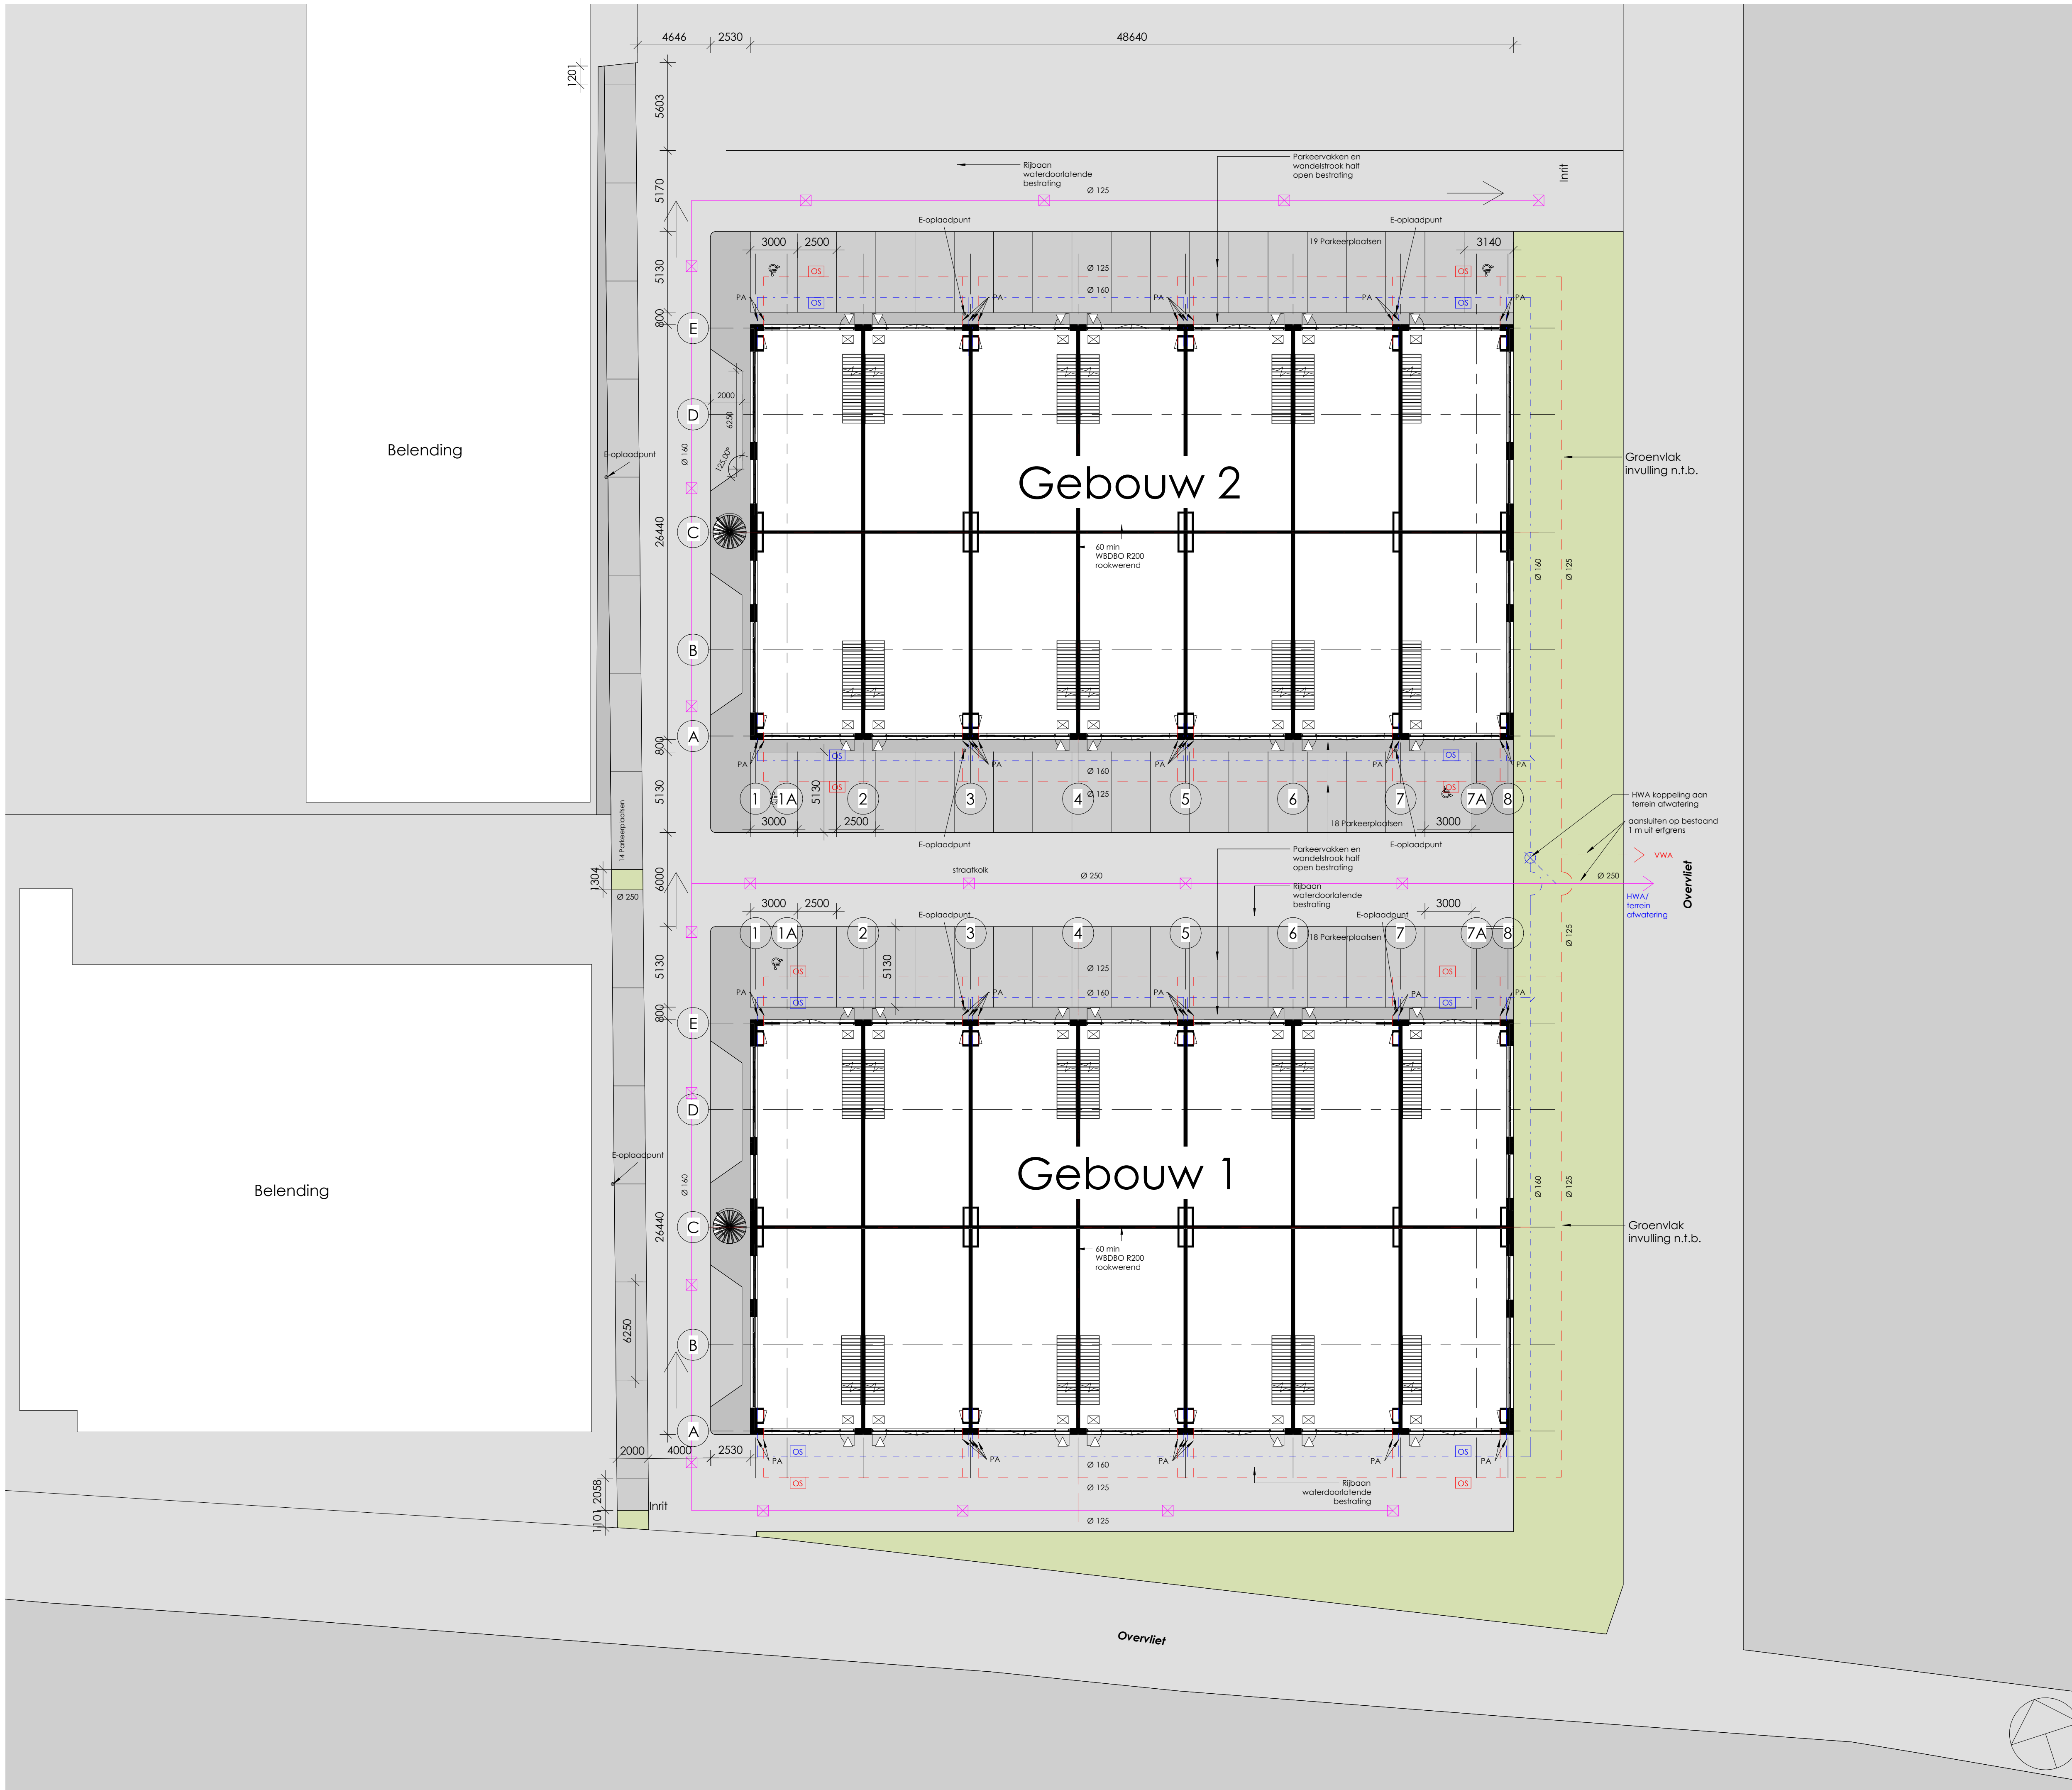 4646
2530
48640
1201
5603
Rijbaan
waterdoorlatende
bestrating
Parkeervakken en
wandelstrook half
open bestrating
Inrit
5170
Ø 125
E-oplaadpunt
E-oplaadpunt
3000
2500
19 Parkeerplaatsen
3140
5130
OS
Ø 125
OS
OS
Ø 160
OS
PA
PA
PA
PA
PA
800
E
2000
6250
D
Belending
125.00°
E-oplaadpunt
Ø 160
Gebouw 2
Groenvlak
invulling n.t.b.
26440
C
60 min
WBDBO R200
rookwerend
Ø 160
Ø 125
B
A
800
OS
OS
PA
PA
PA
PA
PA
Ø 160
5130
5130
OS
OS
1
1A
2
3
4
Ø 125
5
6
7
7A
8
14 Parkeerplaatsen
3000
2500
18 Parkeerplaatsen
3000
HWA koppeling aan
terrein afwatering
aansluiten op bestaand
1 m uit erfgrens
E-oplaadpunt
E-oplaadpunt
Parkeervakken en
wandelstrook half
open bestrating
VWA
straatkolk
Ø 250
Ø 250
Overvliet
1304
6000
Ø 250
Rijbaan
waterdoorlatende
bestrating
HWA/
terrein
afwatering
3000
2500
3000
E-oplaadpunt
E-oplaadpunt
1
1A
2
3
4
5
6
7
7A
8
18 Parkeerplaatsen
Ø 125
5130
5130
OS
Ø 125
OS
PA
PA
Ø 160
PA
PA
PA
OS
OS
800
E
D
E-oplaadpunt
Ø 160
Gebouw 1
Ø 160
Ø 125
Belending
26440
C
Groenvlak
invulling n.t.b.
60 min
WBDBO R200
rookwerend
6250
B
A
2000
4000
2530
OS
OS
PA
PA
PA
PA
PA
Ø 160
OS
OS
Ø 125
Rijbaan
waterdoorlatende
bestrating
2058
Inrit
1101
Ø 125
Overvliet